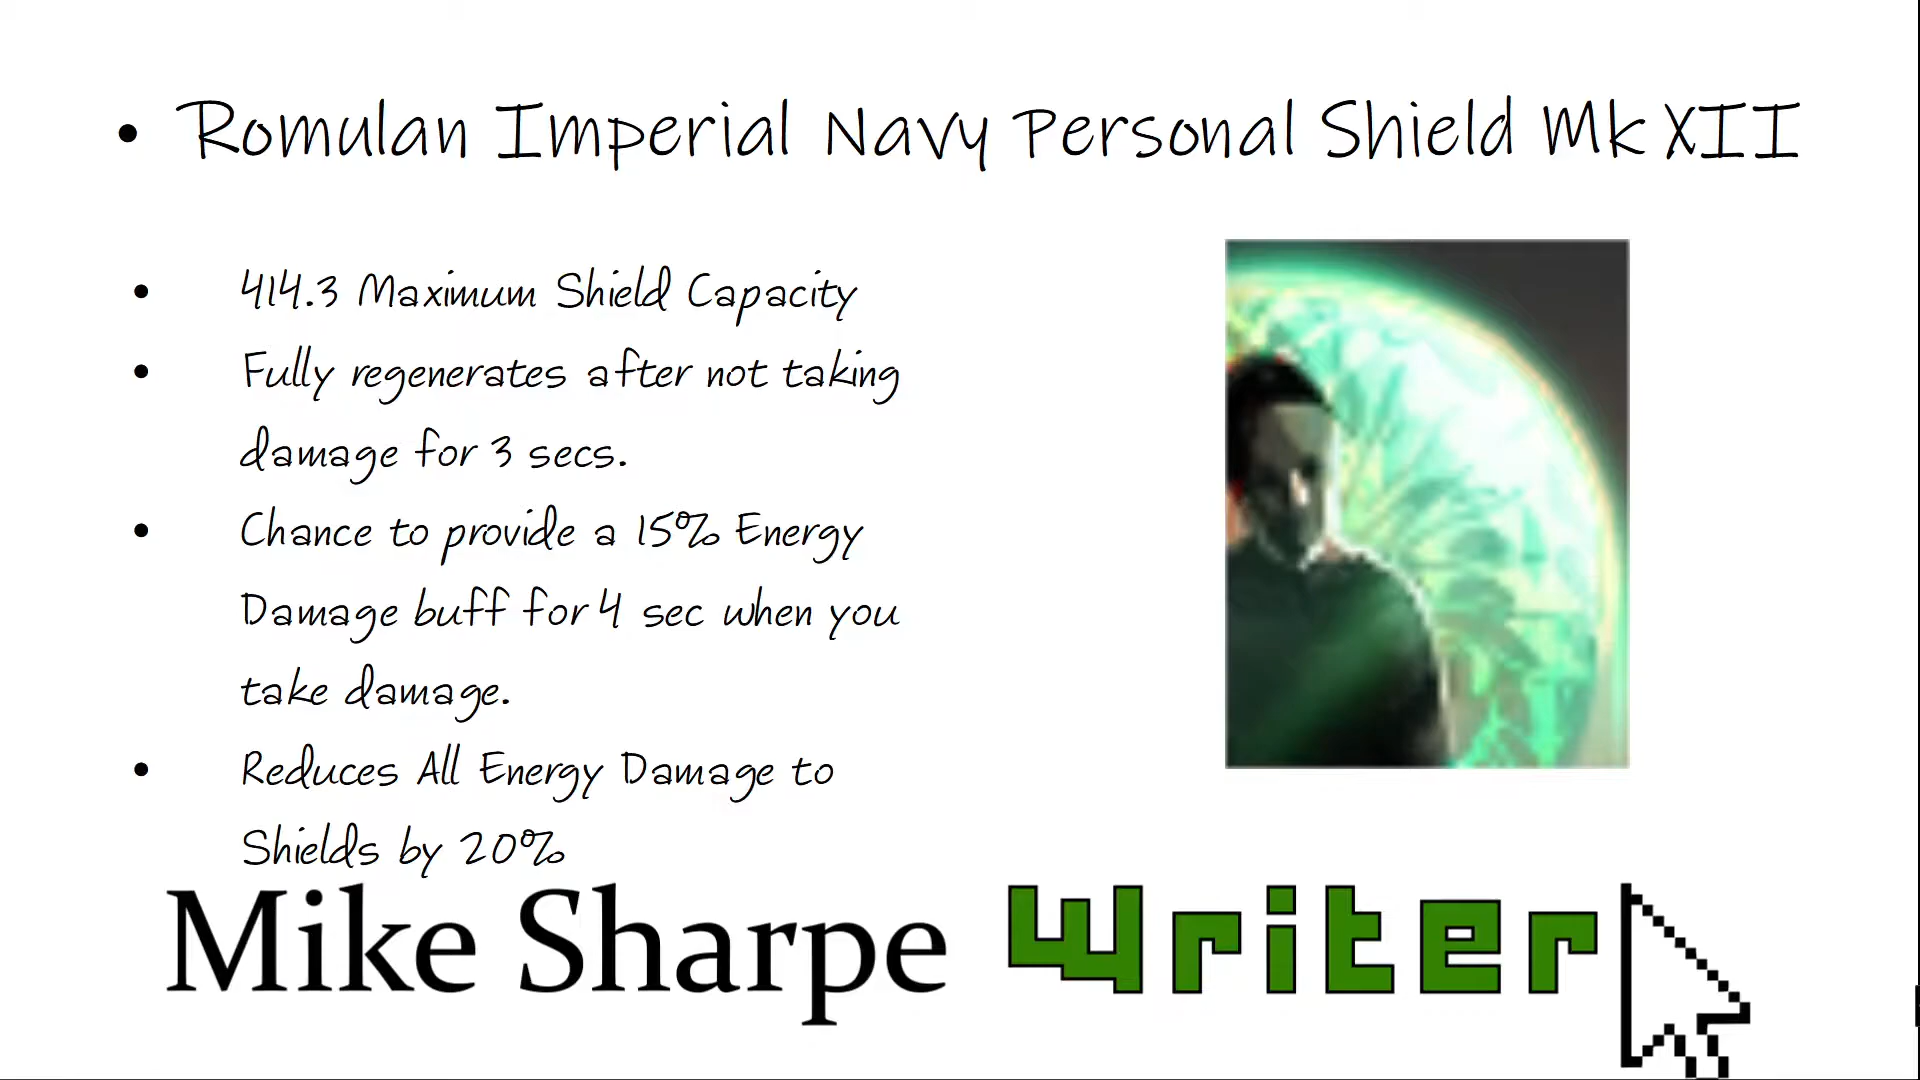 • Romulan Imperial Navy Personal Shield Mk XII
• 414.3 Maximum Shield Capacity
• Fully regenerates after not taking
damage for 3 secs.
• Chance to provide a 15% Energy
Damage buff for 4 sec when you
take damage.
• Reduces All Energy Damage to
Shields by 20%
Mike Sharpe Writer